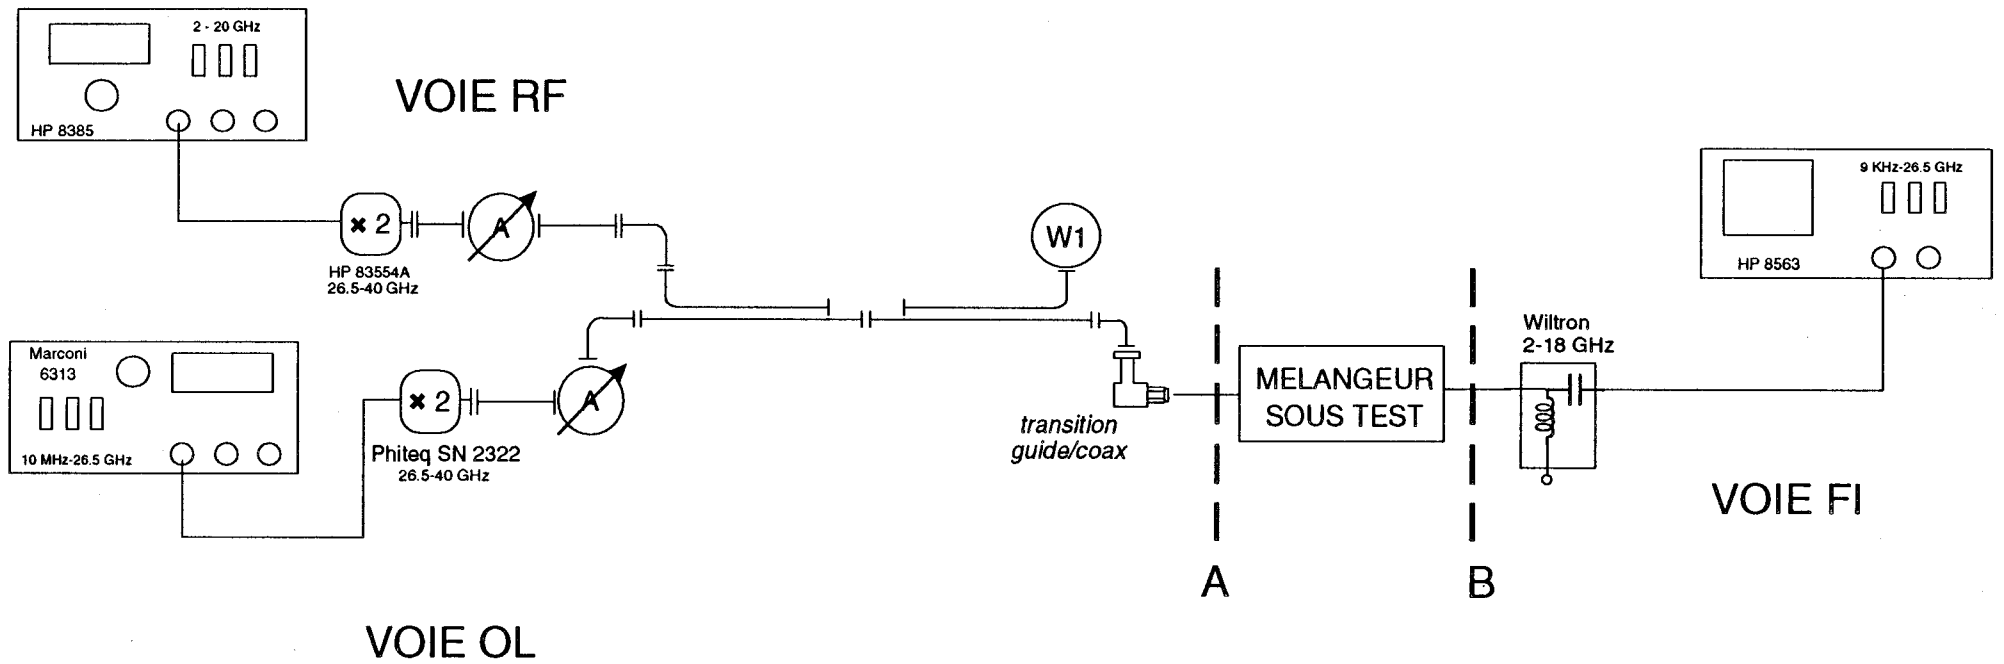 2 - 20 GHz
HP 8385
VOIE RF
× 2
HP 83554A
26.5-40 GHz
A
W1
9 KHz-26.5 GHz
HP 8563
Marconi
6313
10 MHz-26.5 GHz
× 2
Phiteq SN 2322
26.5-40 GHz
A
transition
guide/coax
MELANGEUR
SOUS TEST
Wiltron
2-18 GHz
VOIE FI
A
B
VOIE OL